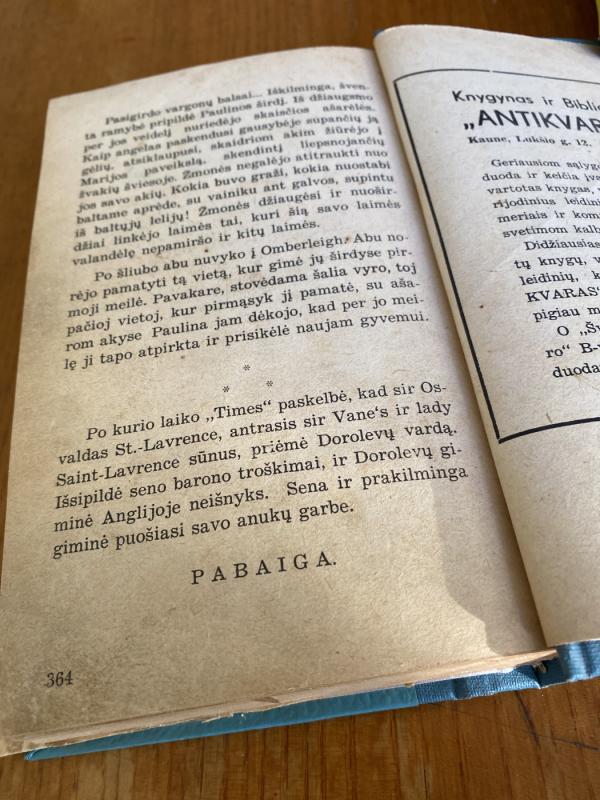 Pasigirdo vargonų balsai... Iškilminga, šven-
ta ramybė pripildė Paulinos širdį. Iš džiaugsmo
per jos veidelį nuriedėjo skaisčios ašarėlės.
Kaip angelas paskendusi gausybėje supančių ją
gėlių, atsiklaupusi, skaidriom akim žiūrėjo į
Marijos paveikslą, skendintį liepsnojančių
žvakių šviesoje. Žmonės negalėjo atitraukti nuo
jos savo akių. Kokia buvo graži, kokia nuostabi
baltame aprėde, su vainiku ant galvos, supintu
iš baltųjų lelijų! Žmonės džiaugėsi ir nuošir-
džiai linkėjo laimės tai, kuri šią savo laimės
valandėlę nepamiršo ir kitų laimės.
Po šliubo abu nuvyko į Omberleigh. Abu no-
rėjo pamatyti tą vietą, kur gimė jų širdyse pir-
moji meilė. Pavakare, stovėdama šalia vyro, toj
pačioj vietoj, kur pirmąsyk jį pamatė, su aša-
rom akyse Paulina jam dėkojo, kad per jo mei-
lę ji tapo atpirkta ir prisikėlė naujam gyvemui.
*
* *
Po kurio laiko „Times“ paskelbė, kad sir Os-
valdas St.-Lavrence, antrasis sir Vane‘s ir lady
Saint-Lavrence sūnus, priėmė Dorolevų vardą.
Išsipildė seno barono troškimai, ir Dorolevų gi-
minė Anglijoje neišnyks. Sena ir prakilminga
giminė puošiasi savo anukų garbe.
PABAIGA.
364
Knygynas ir Biblio
„ANTIKVAR
Kaune, Lukšio g. 12.
Geriausiom sąlygo
duoda ir keičia įva
vartotas knygas, v
rijodinius leidinius
meriais ir kom
svetimom kalb
Didžiausias
tų knygų, v
leidinių, k
KVARAS“
pigiau m
O „Šv
ro“ B-v
duoda